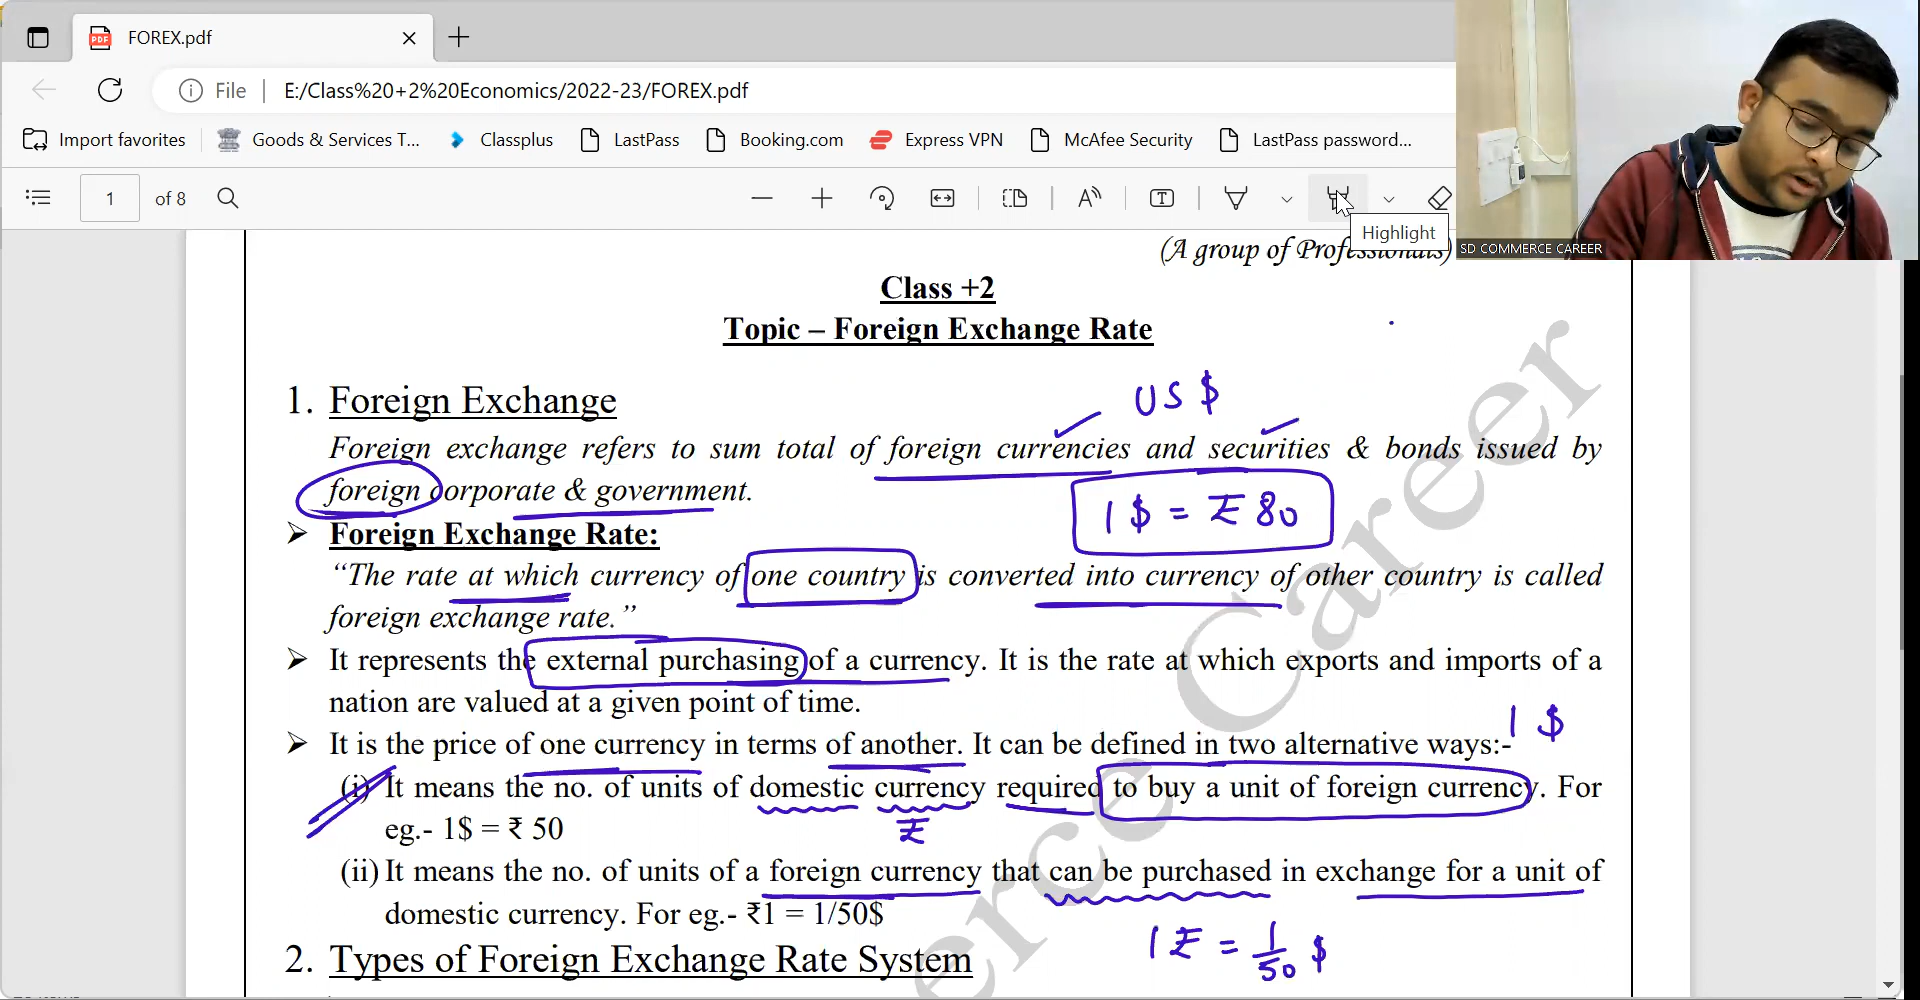 FOREX.pdf
File E:/Class%20+2%20Economics/2022-23/FOREX.pdf
Import favorites Goods & Services T... Classplus LastPass Booking.com Express VPN McAfee Security LastPass password...
1 of 8
Highlight
SD COMMERCE CAREER
(A group of Professionals)
Class +2
Topic – Foreign Exchange Rate
US $
1. Foreign Exchange
Foreign exchange refers to sum total of foreign currencies and securities & bonds issued by
foreign corporate & government.
1 $ = ₹ 80
➢ Foreign Exchange Rate:
“The rate at which currency of one country is converted into currency of other country is called
foreign exchange rate.”
➢ It represents the external purchasing of a currency. It is the rate at which exports and imports of a
nation are valued at a given point of time.
1 $
➢ It is the price of one currency in terms of another. It can be defined in two alternative ways:-
(i) It means the no. of units of domestic currency required to buy a unit of foreign currency. For
eg.- 1$ = ₹ 50
₹
(ii) It means the no. of units of a foreign currency that can be purchased in exchange for a unit of
domestic currency. For eg.- ₹1 = 1/50$
1 ₹ = 1/50 $
2. Types of Foreign Exchange Rate System
erce Career